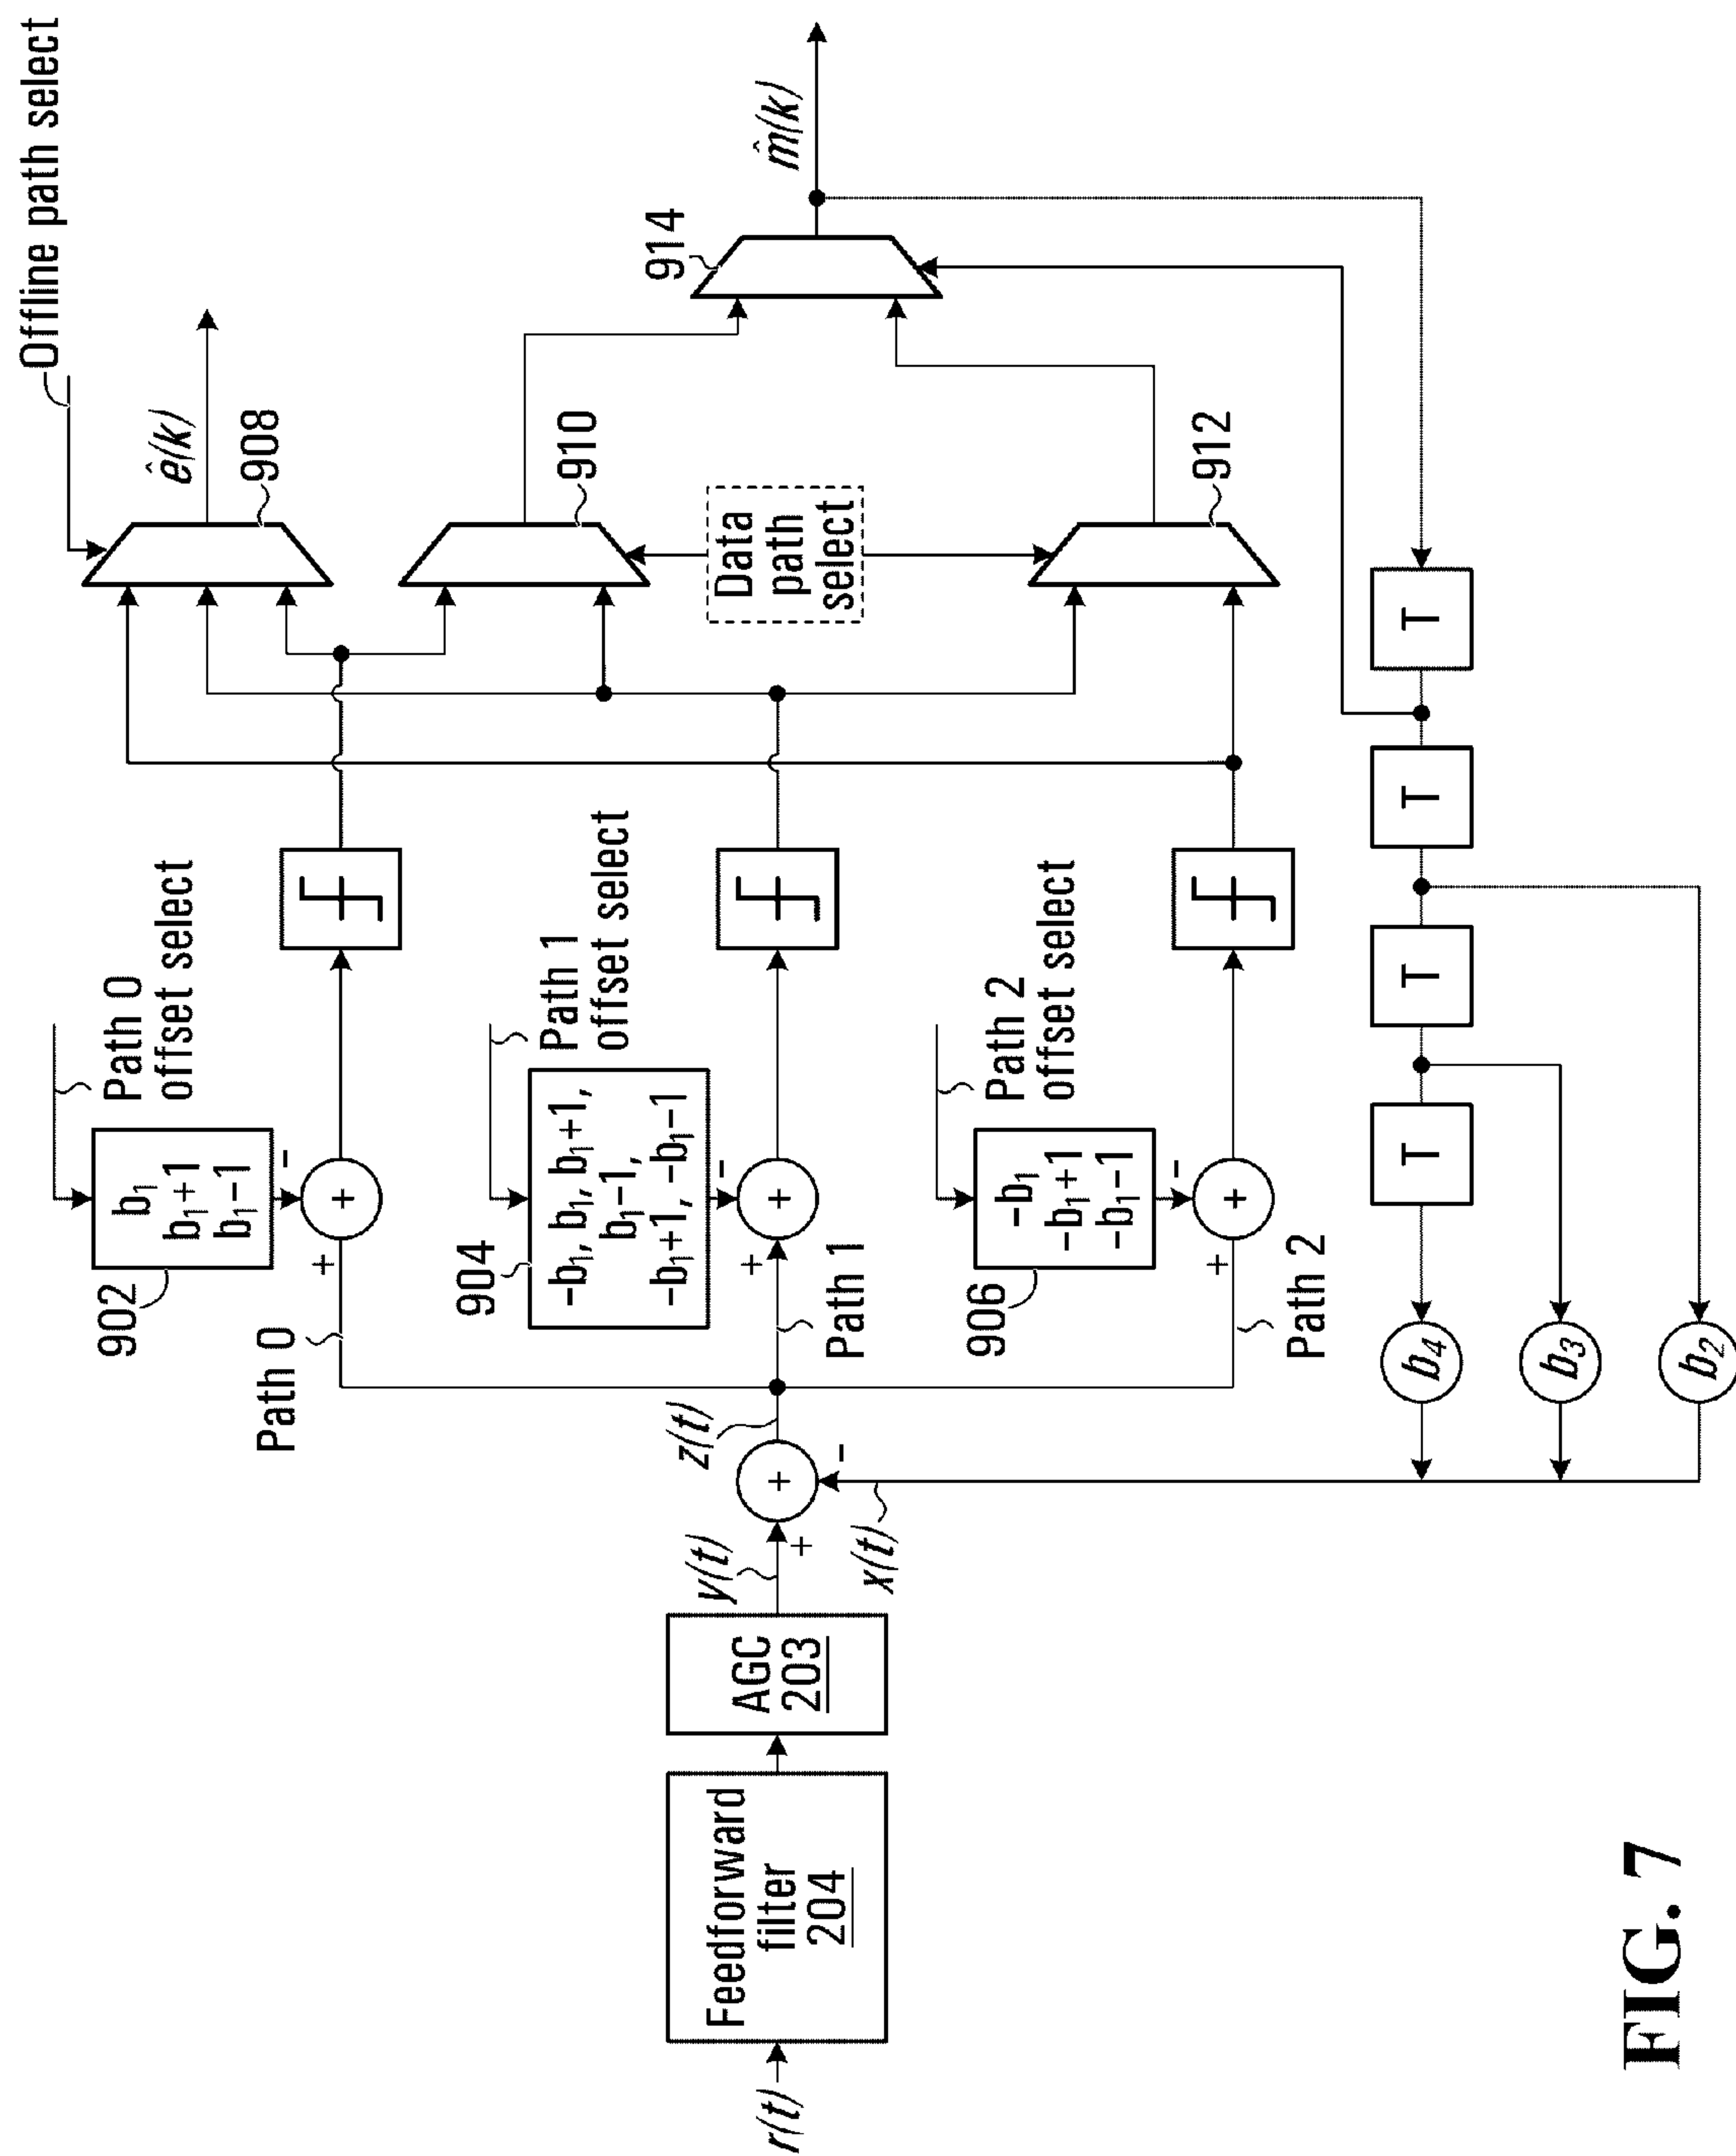 r(t)
Feedforward
filter
204
AGC
203
y(t)
x(t)
z(t)
+
+
-
Path 0
902
b₁
b₁+1
b₁-1
Path 0
offset select
-
+
+
Path 1
904
-b₁, b₁, b₁+1,
b₁-1,
-b₁+1, -b₁-1
Path 1
offset select
-
+
+
Path 2
906
-b₁
-b₁+1
-b₁-1
Path 2
offset select
-
+
+
Offline path select
ê(k)
908
910
Data
path
select
912
914
m̂(k)
T
T
T
T
b₄
b₃
b₂
FIG. 7